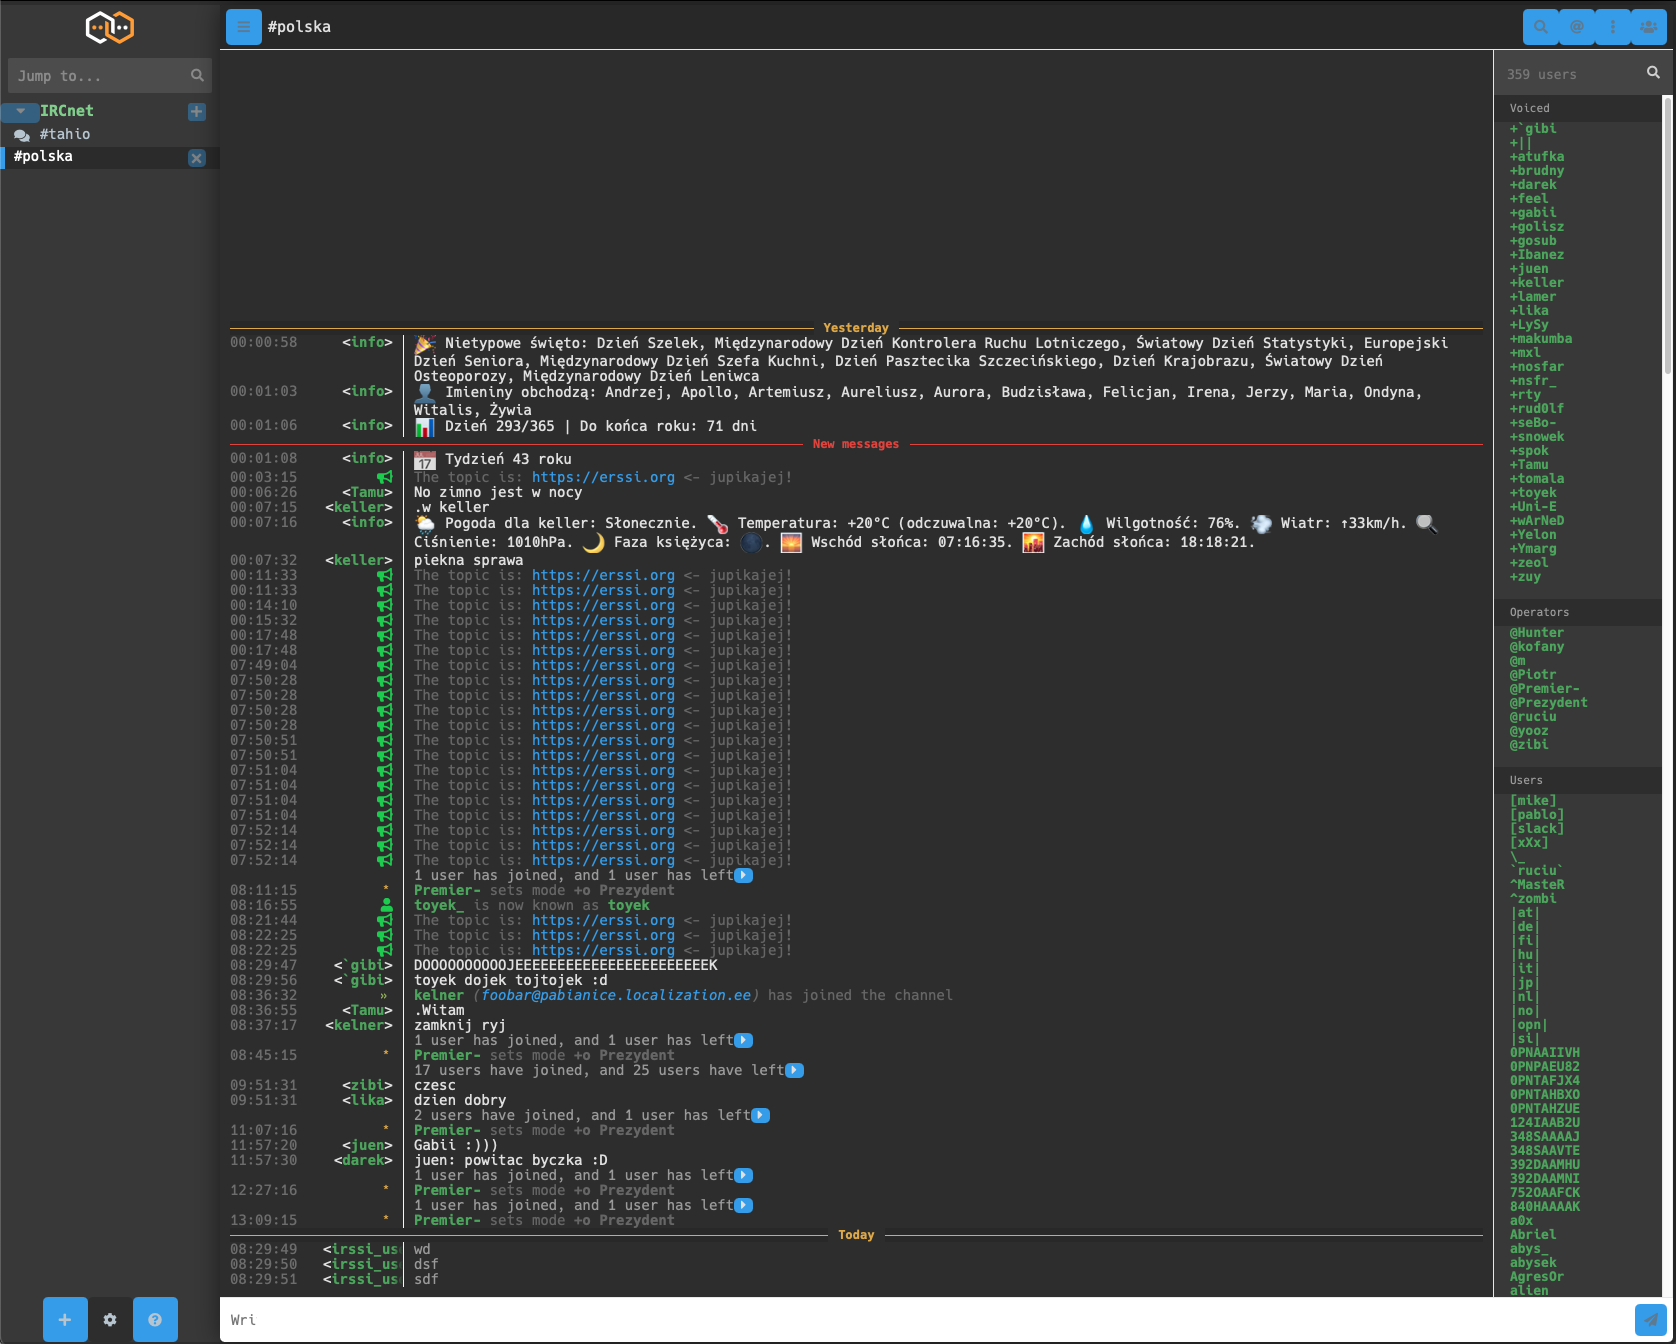 #polska
Jump to...
IRCnet
#tahio
#polska
Yesterday
00:00:58 <info> Nietypowe święto: Dzień Szelek, Międzynarodowy Dzień Kontrolera Ruchu Lotniczego, Światowy Dzień Statystyki, Europejski
Dzień Seniora, Międzynarodowy Dzień Szefa Kuchni, Dzień Pasztecika Szczecińskiego, Dzień Krajobrazu, Światowy Dzień
Osteoporozy, Międzynarodowy Dzień Leniwca
00:01:03 <info> Imieniny obchodzą: Andrzej, Apollo, Artemiusz, Aureliusz, Aurora, Budzisława, Felicjan, Irena, Jerzy, Maria, Ondyna,
Witalis, Żywia
00:01:06 <info> Dzień 293/365 | Do końca roku: 71 dni
New messages
00:01:08 <info> 17 Tydzień 43 roku
00:03:15 The topic is: https://erssi.org <- jupikajej!
00:06:26 <Tamu> No zimno jest w nocy
00:07:15 <keller> .w keller
00:07:16 <info> Pogoda dla keller: Słonecznie. Temperatura: +20°C (odczuwalna: +20°C). Wilgotność: 76%. Wiatr: ↑33km/h.
Ciśnienie: 1010hPa. Faza księżyca: . Wschód słońca: 07:16:35. Zachód słońca: 18:18:21.
00:07:32 <keller> piekna sprawa
00:11:33 The topic is: https://erssi.org <- jupikajej!
00:11:33 The topic is: https://erssi.org <- jupikajej!
00:14:10 The topic is: https://erssi.org <- jupikajej!
00:15:32 The topic is: https://erssi.org <- jupikajej!
00:17:48 The topic is: https://erssi.org <- jupikajej!
00:17:48 The topic is: https://erssi.org <- jupikajej!
07:49:04 The topic is: https://erssi.org <- jupikajej!
07:50:28 The topic is: https://erssi.org <- jupikajej!
07:50:28 The topic is: https://erssi.org <- jupikajej!
07:50:28 The topic is: https://erssi.org <- jupikajej!
07:50:28 The topic is: https://erssi.org <- jupikajej!
07:50:51 The topic is: https://erssi.org <- jupikajej!
07:50:51 The topic is: https://erssi.org <- jupikajej!
07:51:04 The topic is: https://erssi.org <- jupikajej!
07:51:04 The topic is: https://erssi.org <- jupikajej!
07:51:04 The topic is: https://erssi.org <- jupikajej!
07:51:04 The topic is: https://erssi.org <- jupikajej!
07:52:14 The topic is: https://erssi.org <- jupikajej!
07:52:14 The topic is: https://erssi.org <- jupikajej!
07:52:14 The topic is: https://erssi.org <- jupikajej!
1 user has joined, and 1 user has left
08:11:15 * Premier- sets mode +o Prezydent
08:16:55 toyek_ is now known as toyek
08:21:44 The topic is: https://erssi.org <- jupikajej!
08:22:25 The topic is: https://erssi.org <- jupikajej!
08:22:25 The topic is: https://erssi.org <- jupikajej!
08:29:47 <`gibi> DOOOOOOOOOOJEEEEEEEEEEEEEEEEEEEEEEEK
08:29:56 <`gibi> toyek dojek tojtojek :d
08:36:32 » kelner (foobar@pabianice.localization.ee) has joined the channel
08:36:55 <Tamu> .Witam
08:37:17 <kelner> zamknij ryj
1 user has joined, and 1 user has left
08:45:15 * Premier- sets mode +o Prezydent
17 users have joined, and 25 users have left
09:51:31 <zibi> czesc
09:51:31 <lika> dzien dobry
2 users have joined, and 1 user has left
11:07:16 * Premier- sets mode +o Prezydent
11:57:20 <juen> Gabii :)))
11:57:30 <darek> juen: powitac byczka :D
1 user has joined, and 1 user has left
12:27:16 * Premier- sets mode +o Prezydent
1 user has joined, and 1 user has left
13:09:15 * Premier- sets mode +o Prezydent
Today
08:29:49 <irssi_us wd
08:29:50 <irssi_us dsf
08:29:51 <irssi_us sdf
Wri
359 users
Voiced
+`gibi
+||
+atufka
+brudny
+darek
+feel
+gabii
+golisz
+gosub
+Ibanez
+juen
+keller
+lamer
+lika
+LySy
+makumba
+mxl
+nosfar
+nsfr_
+rty
+rud0lf
+seBo-
+snowek
+spok
+Tamu
+tomala
+toyek
+Uni-E
+wArNeD
+Yelon
+Ymarg
+zeol
+zuy
Operators
@Hunter
@kofany
@m
@Piotr
@Premier-
@Prezydent
@ruciu
@yooz
@zibi
Users
[mike]
[pablo]
[slack]
[xXx]
\_
`ruciu`
^MasteR
^zombi
|at|
|de|
|fi|
|hu|
|it|
|jp|
|nl|
|no|
|opn|
|si|
0PNAAIIVH
0PNPAEU82
0PNTAFJX4
0PNTAHBXO
0PNTAHZUE
124IAAB2U
348SAAAAJ
348SAAVTE
392DAAMHU
392DAAMNI
752OAAFCK
840HAAAAK
a0x
Abriel
abys_
abysek
AgresOr
alien